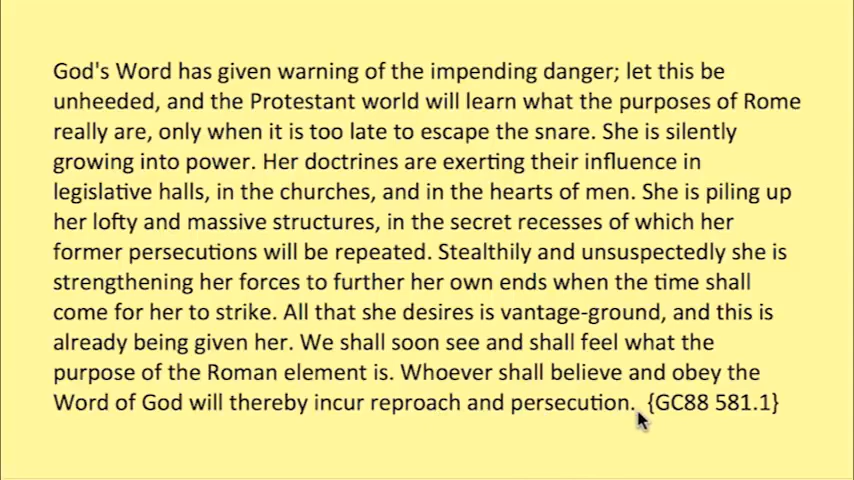 God's Word has given warning of the impending danger; let this be
unheeded, and the Protestant world will learn what the purposes of Rome
really are, only when it is too late to escape the snare. She is silently
growing into power. Her doctrines are exerting their influence in
legislative halls, in the churches, and in the hearts of men. She is piling up
her lofty and massive structures, in the secret recesses of which her
former persecutions will be repeated. Stealthily and unsuspectedly she is
strengthening her forces to further her own ends when the time shall
come for her to strike. All that she desires is vantage-ground, and this is
already being given her. We shall soon see and shall feel what the
purpose of the Roman element is. Whoever shall believe and obey the
Word of God will thereby incur reproach and persecution. {GC88 581.1}